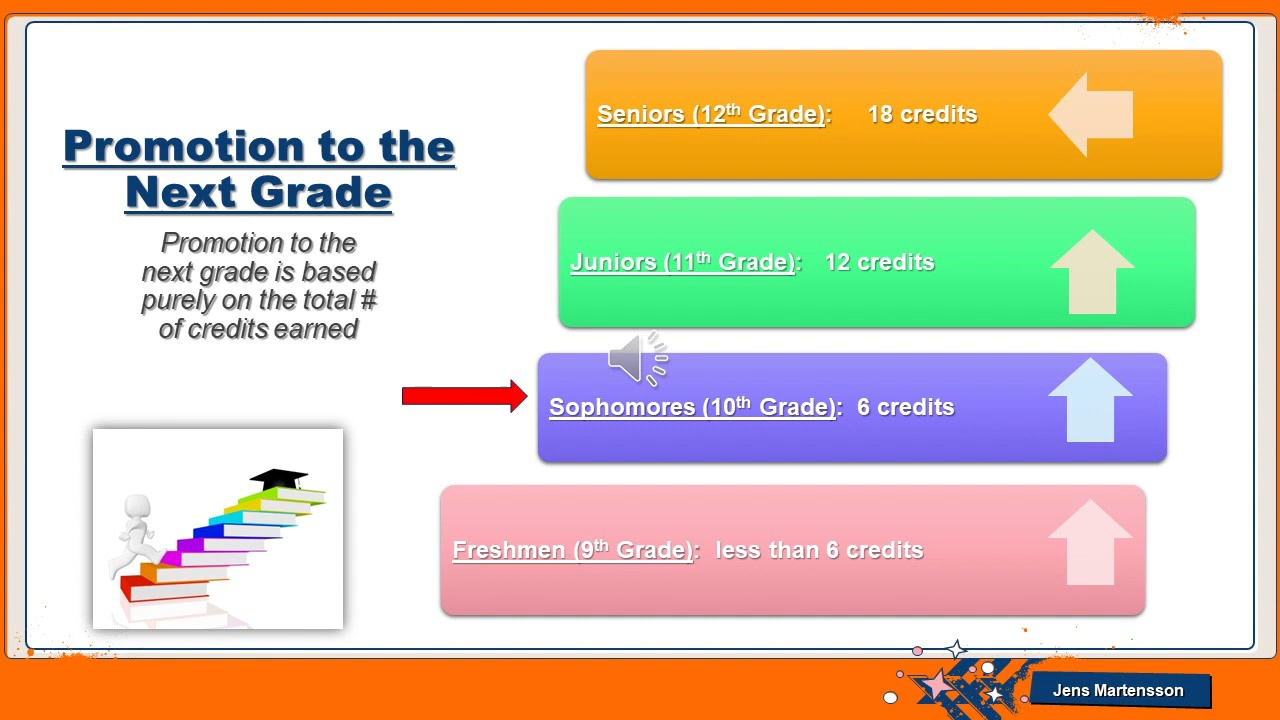 Promotion to the
Next Grade
Promotion to the
next grade is based
purely on the total #
of credits earned
Seniors (12th Grade): 18 credits
Juniors (11th Grade): 12 credits
Sophomores (10th Grade): 6 credits
Freshmen (9th Grade): less than 6 credits
Jens Martensson